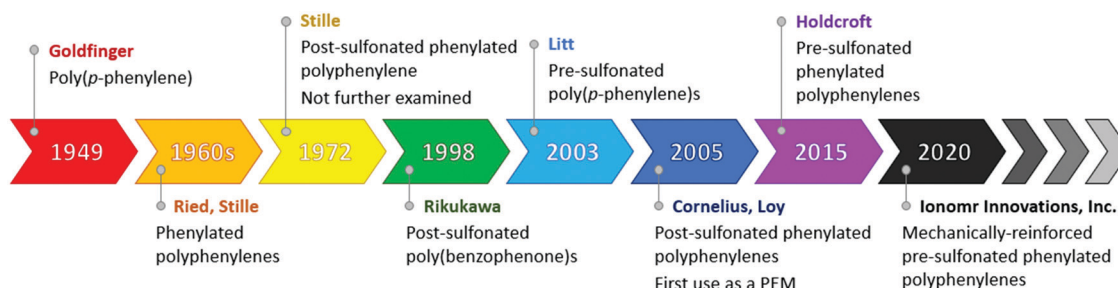 Goldfinger
Poly(p-phenylene)
Stille
Post-sulfonated phenylated
polyphenylene
Not further examined
Litt
Pre-sulfonated
poly(p-phenylene)s
Holdcroft
Pre-sulfonated
phenylated
polyphenylenes
1949
1960s
1972
1998
2003
2005
2015
2020
Ried, Stille
Phenylated
polyphenylenes
Rikukawa
Post-sulfonated
poly(benzophenone)s
Cornelius, Loy
Post-sulfonated phenylated
polyphenylenes
First use as a PEM
Ionomr Innovations, Inc.
Mechanically-reinforced
pre-sulfonated phenylated
polyphenylenes